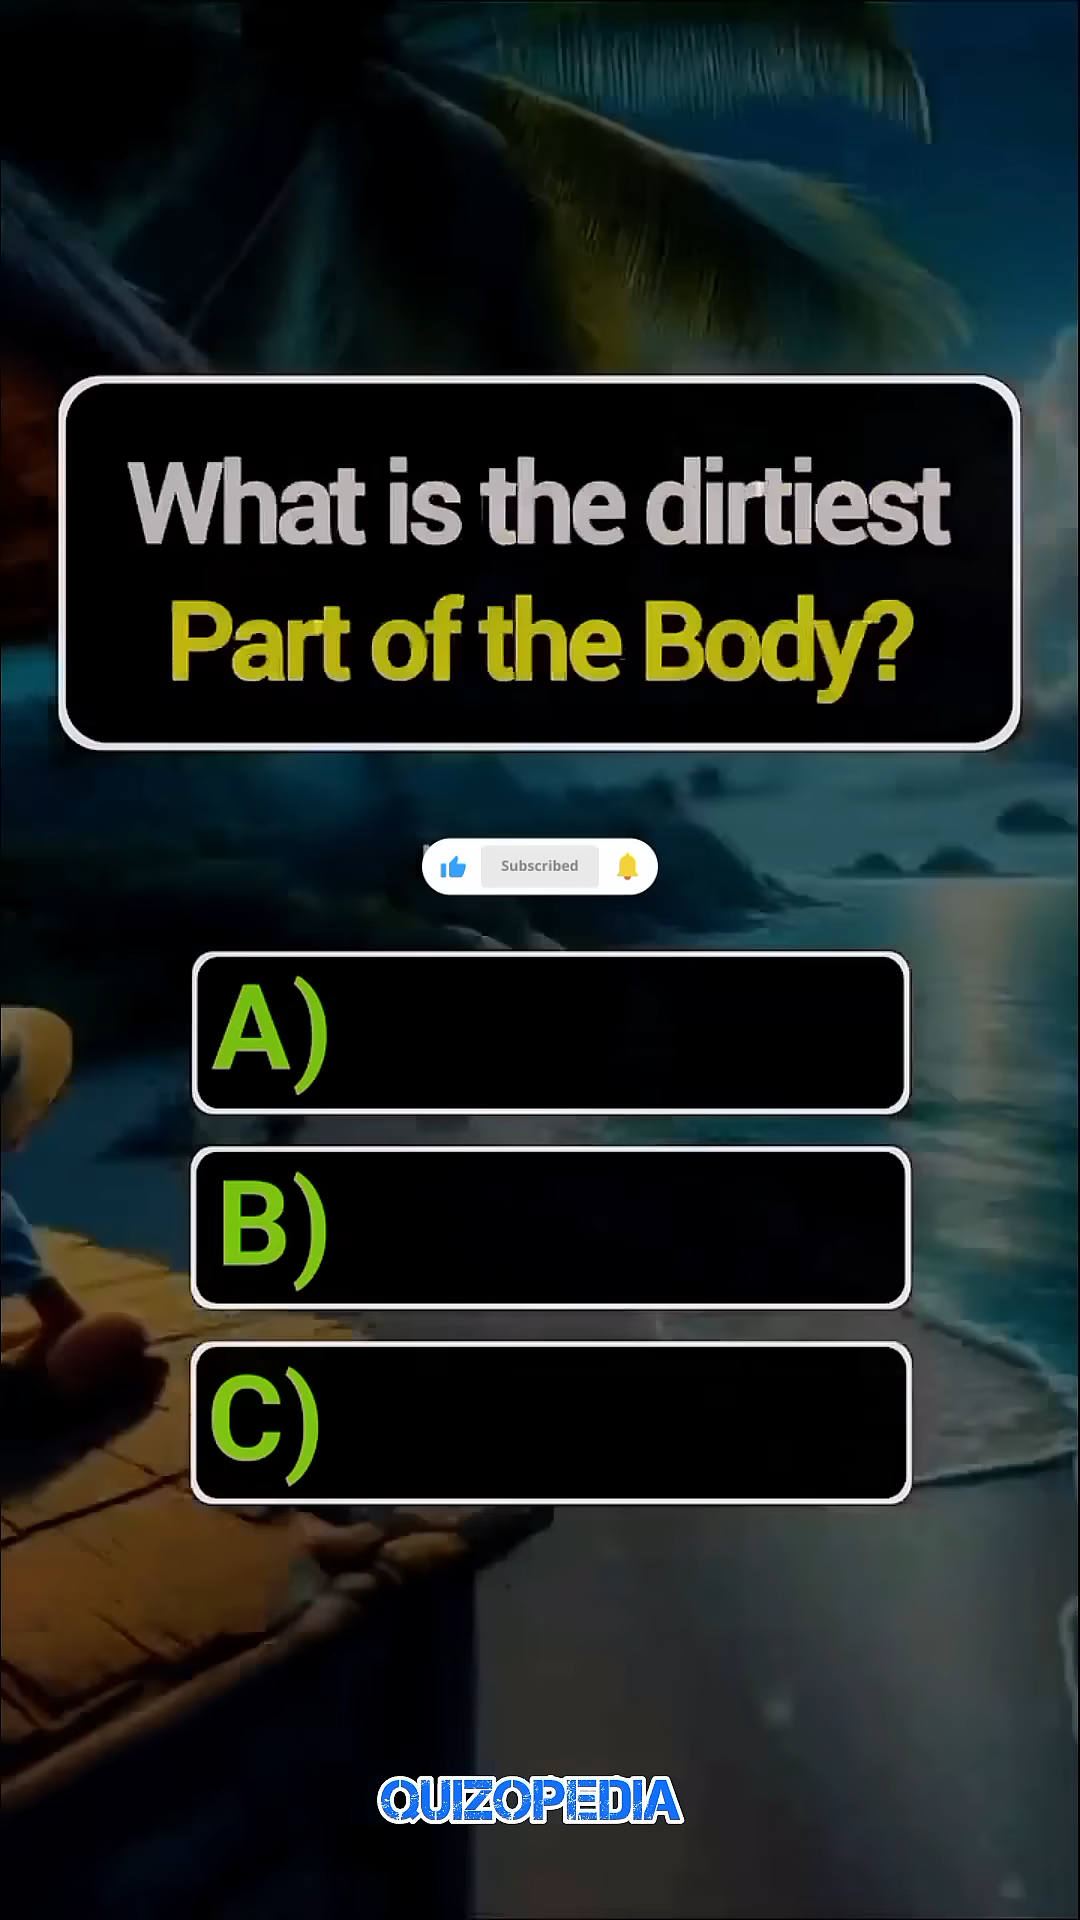 What is the dirtiest
Part of the Body?
Subscribed
A)
B)
C)
QUIZOPEDIA